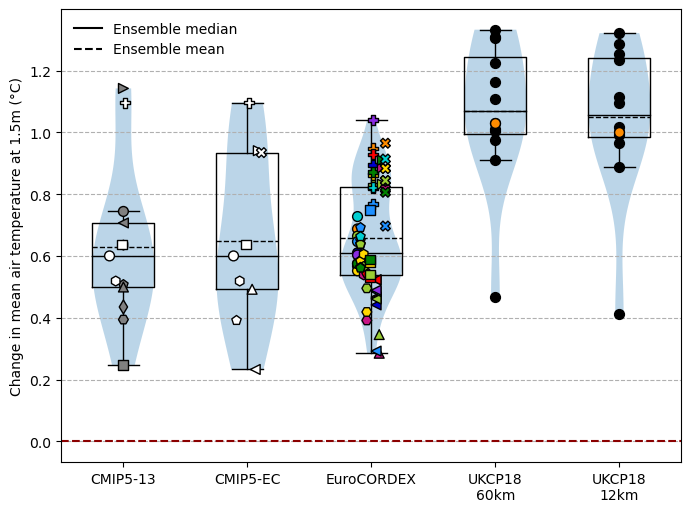 Ensemble median
Ensemble mean
Change in mean air temperature at 1.5m (°C)
1.2
1.0
0.8
0.6
0.4
0.2
0.0
CMIP5-13
CMIP5-EC
EuroCORDEX
UKCP18
60km
UKCP18
12km